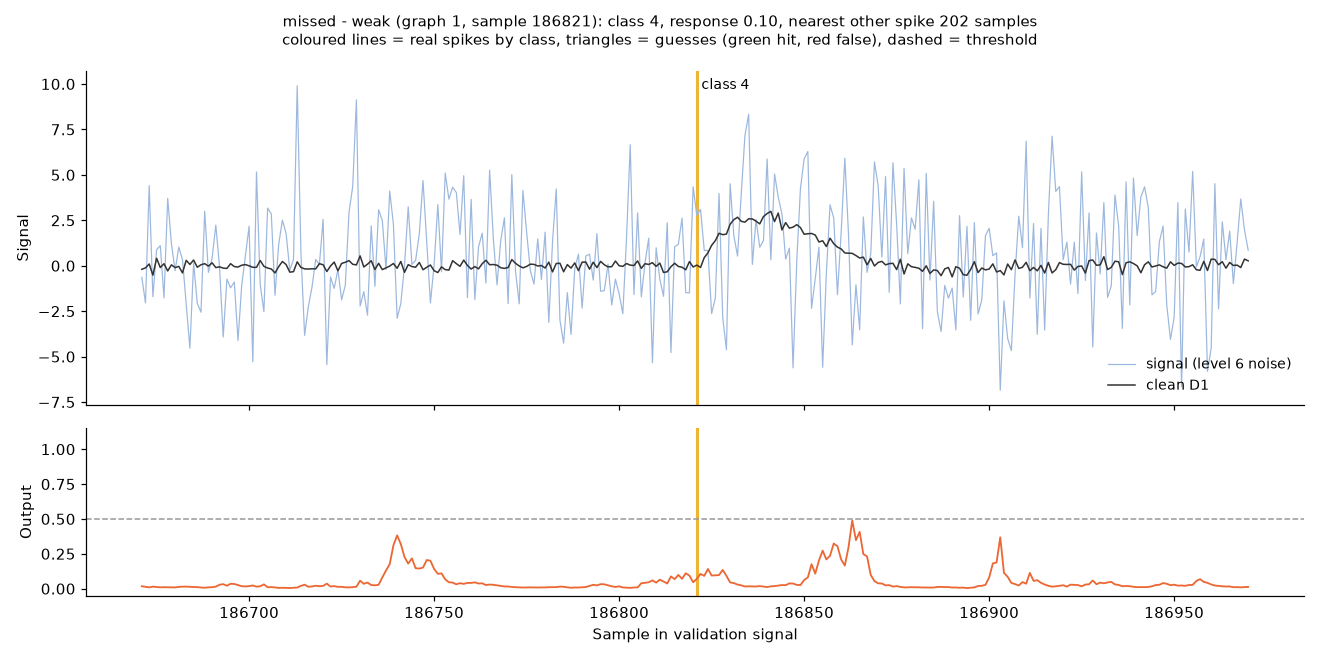 missed - weak (graph 1, sample 186821): class 4, response 0.10, nearest other spike 202 samples
coloured lines = real spikes by class, triangles = guesses (green hit, red false), dashed = threshold
10.0
7.5
5.0
2.5
0.0
−2.5
−5.0
−7.5
Signal
class 4
signal (level 6 noise)
clean D1
1.00
0.75
0.50
0.25
0.00
Output
186700
186750
186800
186850
186900
186950
Sample in validation signal